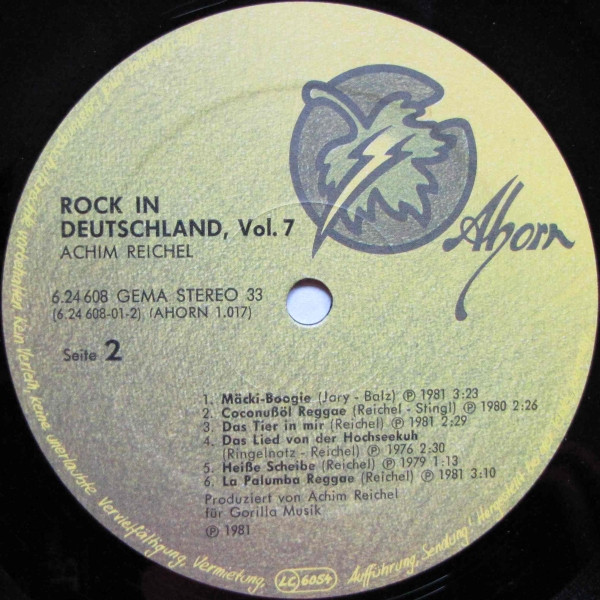 Ahorn
ROCK IN
DEUTSCHLAND, Vol. 7
ACHIM REICHEL
6.24 608 GEMA STEREO 33
(6.24 608-01-2) (AHORN 1.017)
Seite 2
1. Mäcki-Boogie (Jary - Balz) ℗ 1981 3:23
2. Coconußöl Reggae (Reichel - Stingl) ℗ 1980 2:26
3. Das Tier in mir (Reichel) ℗ 1981 2:29
4. Das Lied von der Hochseekuh
(Ringelnatz - Reichel) ℗ 1976 2:30
5. Heiße Scheibe (Reichel) ℗ 1979 1:13
6. La Palumba Reggae (Reichel) ℗ 1981 3:10
Produziert von Achim Reichel
für Gorilla Musik
℗ 1981
Kein Verleih, keine unerlaubte Vervielfältigung, Vermietung,
LC 6054
Aufführung, Sendung!